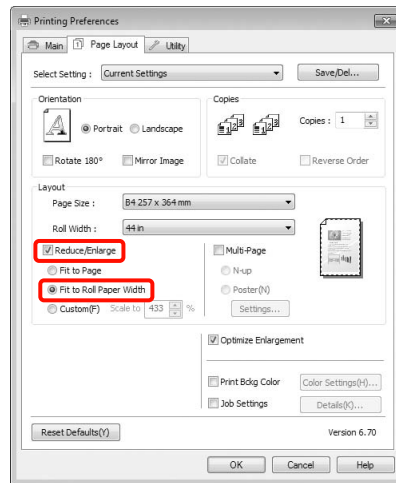 Printing Preferences
Main Page Layout Utility
Select Setting : Current Settings Save/Del...
Orientation
Portrait Landscape
Rotate 180° Mirror Image
Copies
Copies : 1
Collate Reverse Order
Layout
Page Size : B4 257 x 364 mm
Roll Width : 44 in
Reduce/Enlarge
Fit to Page
Fit to Roll Paper Width
Custom(F) Scale to 433 %
Multi-Page
N-up
Poster(N)
Settings...
Optimize Enlargement
Print Bckg Color Color Settings(H)...
Job Settings Details(K)...
Reset Defaults(Y) Version 6.70
OK Cancel Help